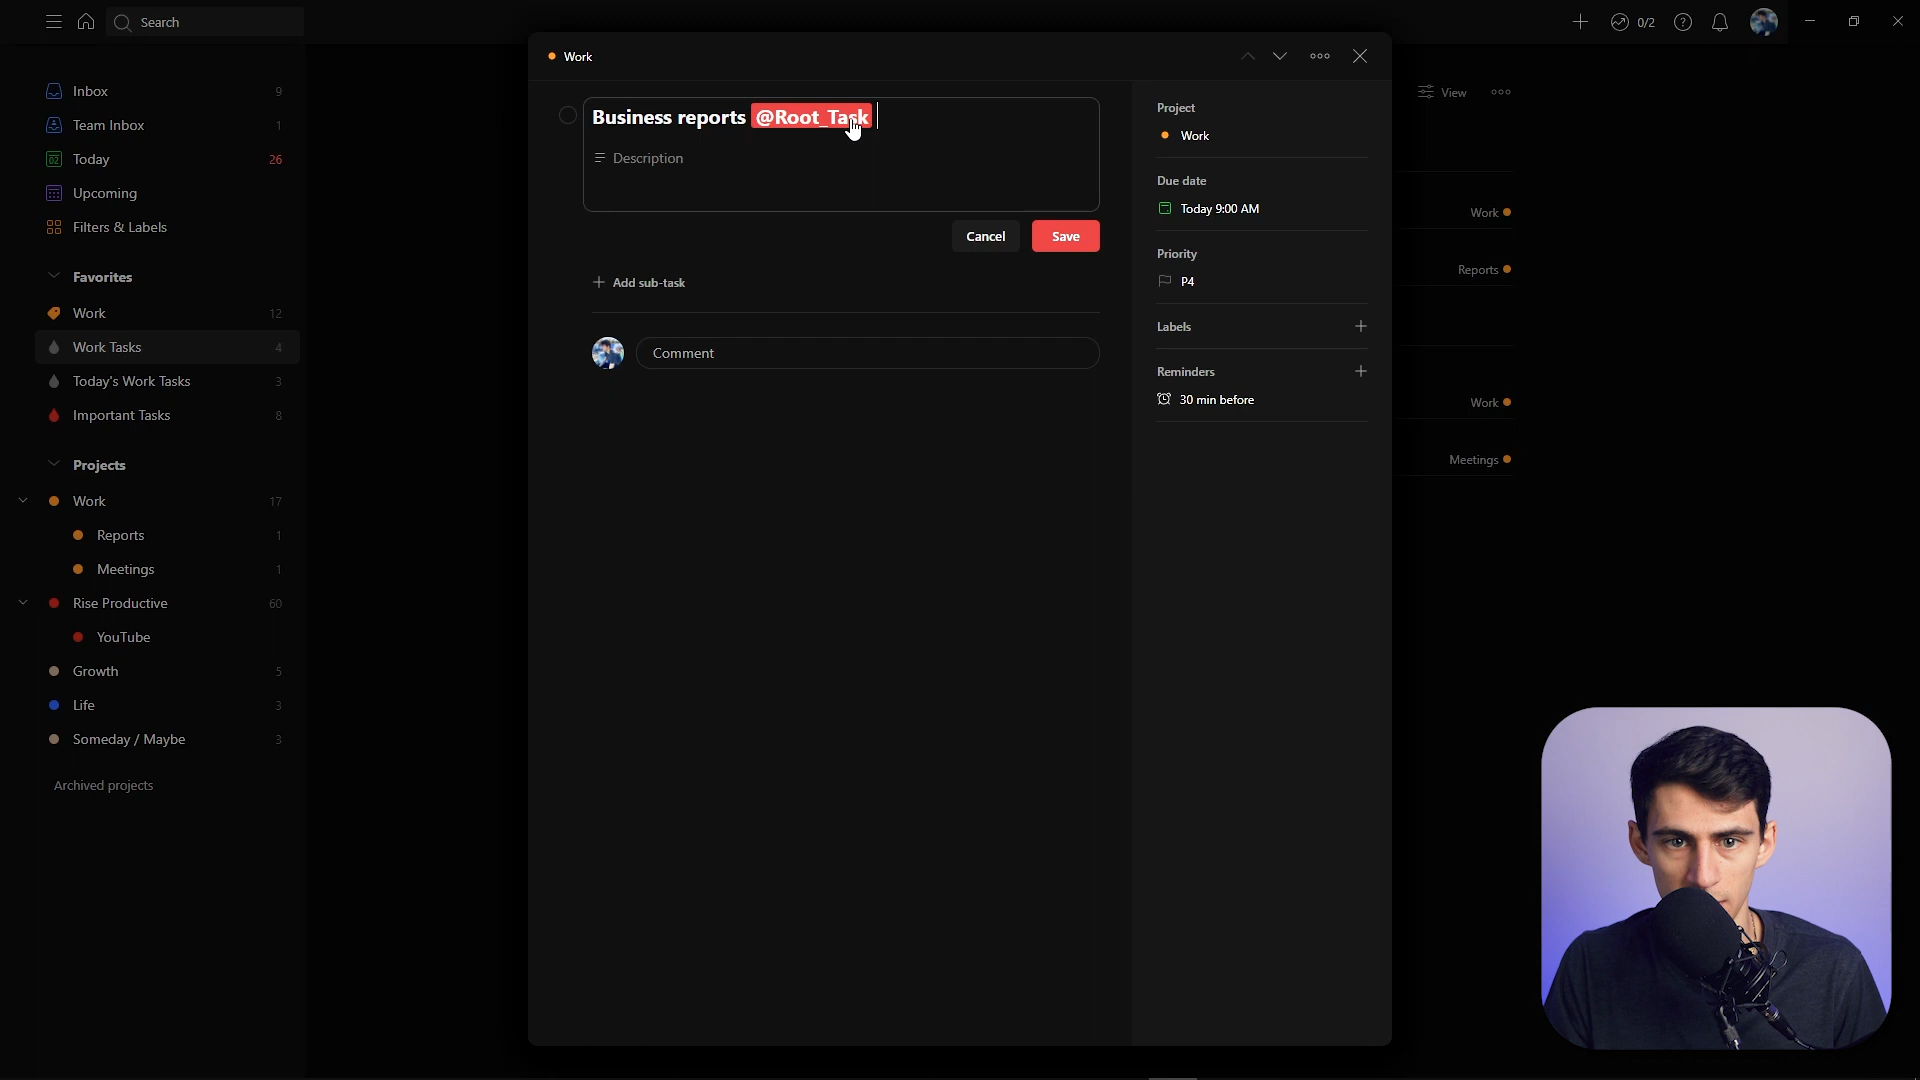 Search
0/2
Inbox 9
Team Inbox 1
02 Today 26
Upcoming
Filters & Labels
Favorites
Work 12
Work Tasks 4
Today's Work Tasks 3
Important Tasks 8
Projects
Work 17
Reports 1
Meetings 1
Rise Productive 60
YouTube
Growth 5
Life 3
Someday / Maybe 3
Archived projects
Work
Business reports @Root_Task
Description
Cancel Save
Add sub-task
Comment
Project
Work
Due date
Today 9:00 AM
Priority
P4
Labels
Reminders
30 min before
View
Work
Reports
Work
Meetings